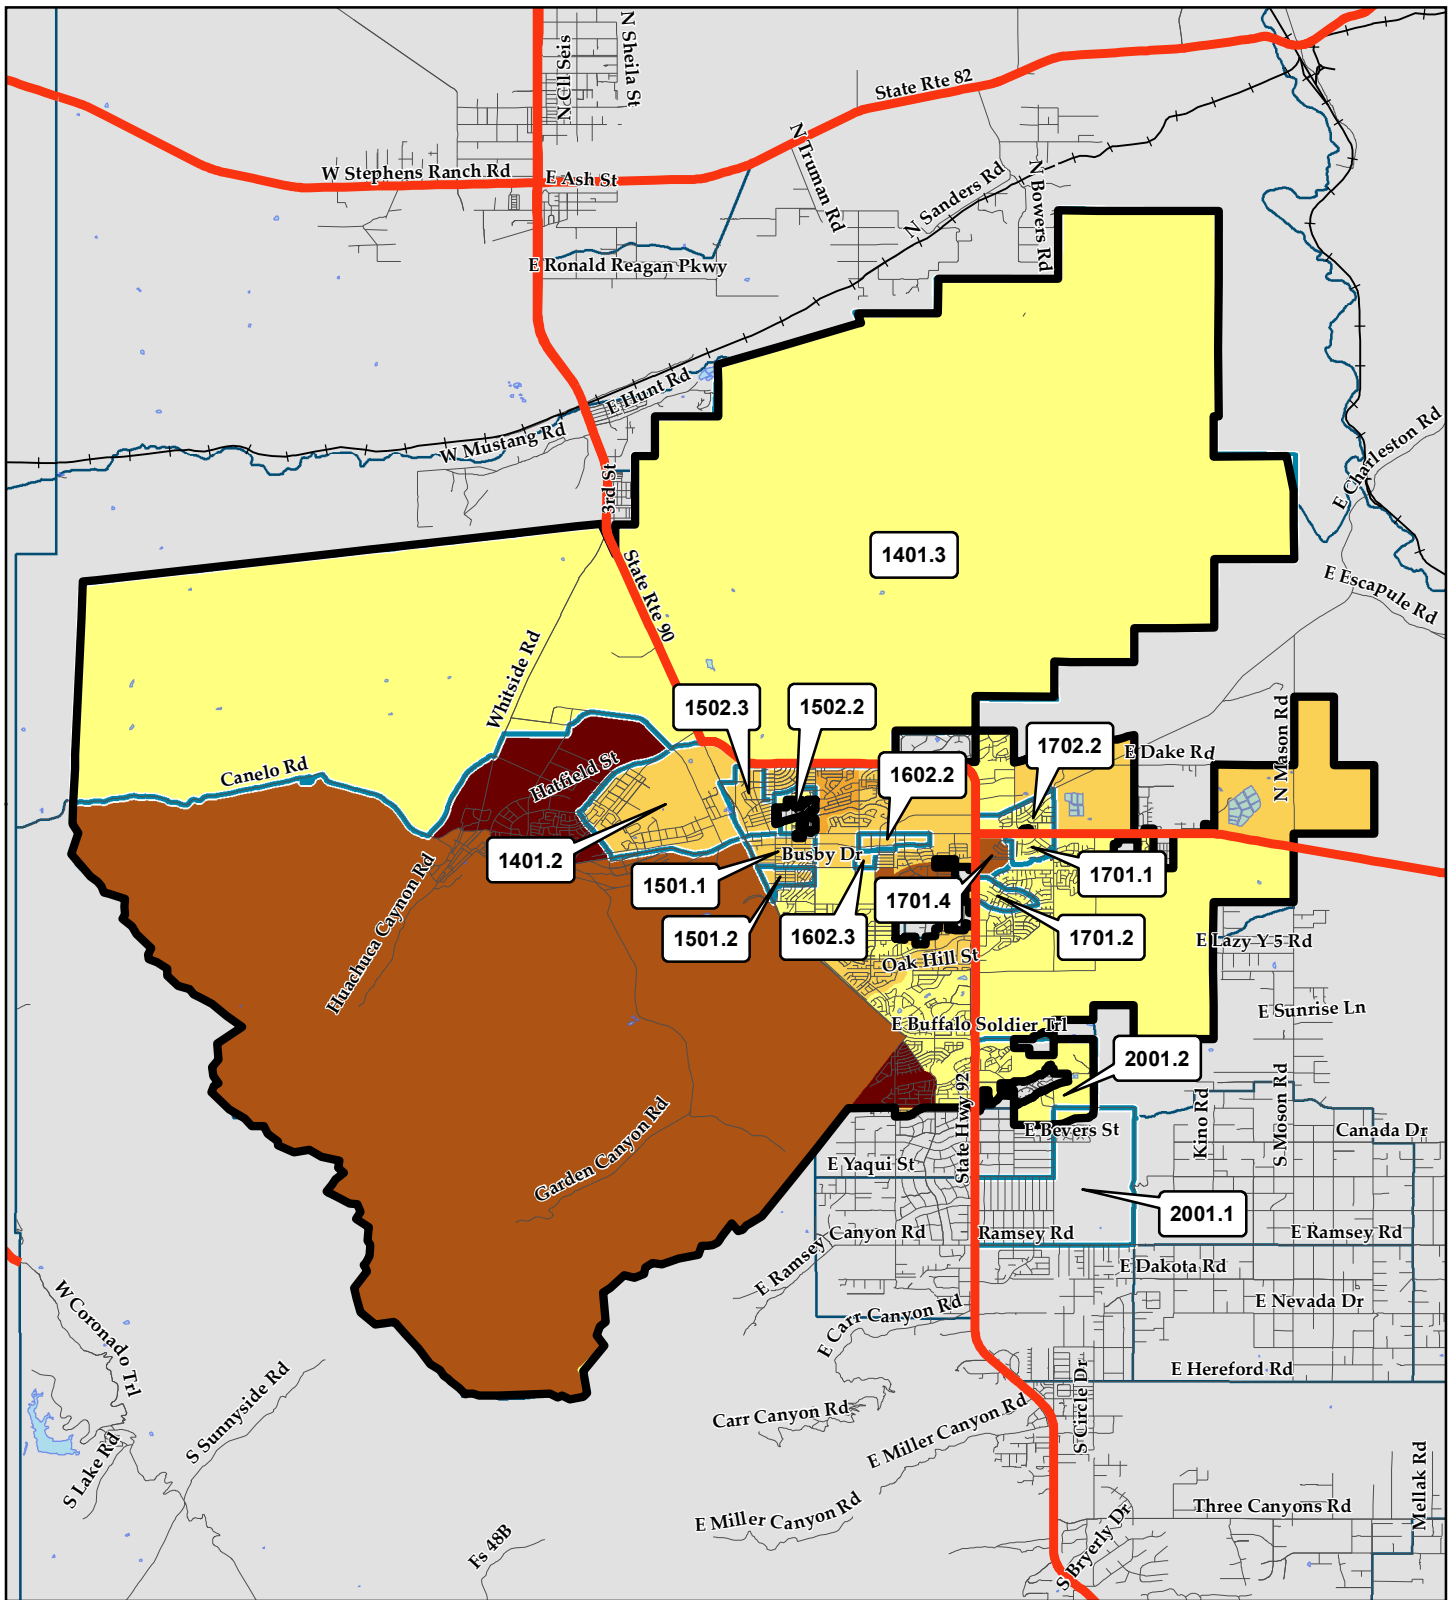 N Sheila St
N Cll Seis
State Rte 82
N Truman Rd
W Stephens Ranch Rd
E Ash St
N Sanders Rd
N Bowers Rd
E Ronald Reagan Pkwy
E Hunt Rd
W Mustang Rd
3rd St
E Charleston Rd
1401.3
State Rte 90
E Escapule Rd
Whitside Rd
1502.3
1502.2
1702.2
E Dake Rd
N Mason Rd
Canelo Rd
Hatfield St
1602.2
1401.2
Busby Dr
1501.1
1701.4
1701.1
Huachuca Caynon Rd
1501.2
1602.3
1701.2
E Lazy Y 5 Rd
Oak Hill St
E Sunrise Ln
E Buffalo Soldier Trl
2001.2
State Hwy 92
Kino Rd
S Moson Rd
E Bevers St
Canada Dr
Garden Canyon Rd
E Yaqui St
2001.1
E Ramsey Canyon Rd
Ramsey Rd
E Ramsey Rd
E Dakota Rd
W Coronado Trl
E Carr Canyon Rd
E Nevada Dr
E Hereford Rd
S Sunnyside Rd
S Circle Dr
Carr Canyon Rd
E Miller Canyon Rd
S Lake Rd
Mellak Rd
E Miller Canyon Rd
Three Canyons Rd
Fs 48B
S Bryerly Dr